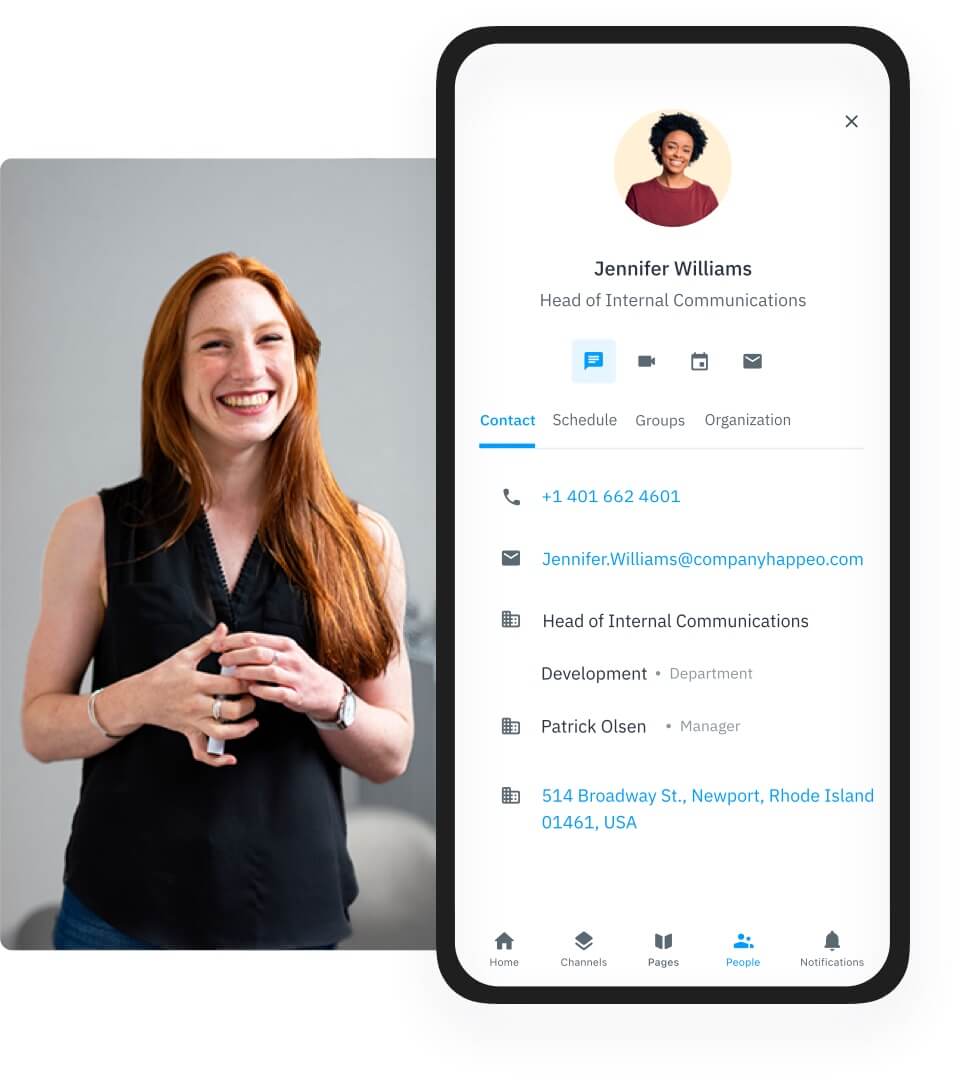 Jennifer Williams
Head of Internal Communications
Contact Schedule Groups Organization
+1 401 662 4601
Jennifer.Williams@companyhappeo.com
Head of Internal Communications
Development • Department
Patrick Olsen • Manager
514 Broadway St., Newport, Rhode Island
01461, USA
Home Channels Pages People Notifications